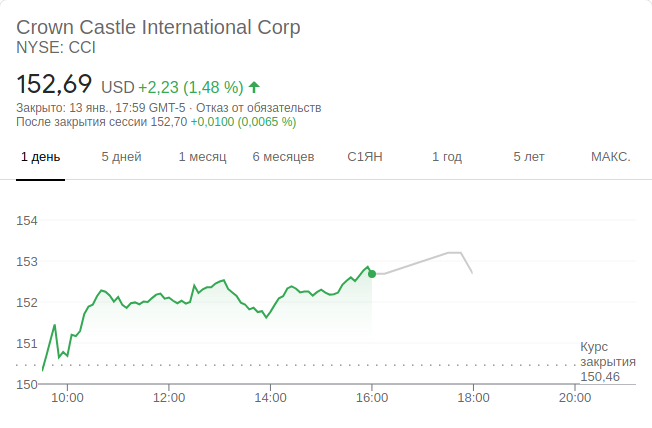 Crown Castle International Corp
NYSE: CCI
152,69 USD +2,23 (1,48 %)
Закрыто: 13 янв., 17:59 GMT-5 · Отказ от обязательств
После закрытия сессии 152,70 +0,0100 (0,0065 %)
1 день 5 дней 1 месяц 6 месяцев С1ЯН 1 год 5 лет МАКС.
154
153
152
151
150
Курс
закрытия
150,46
10:00 12:00 14:00 16:00 18:00 20:00